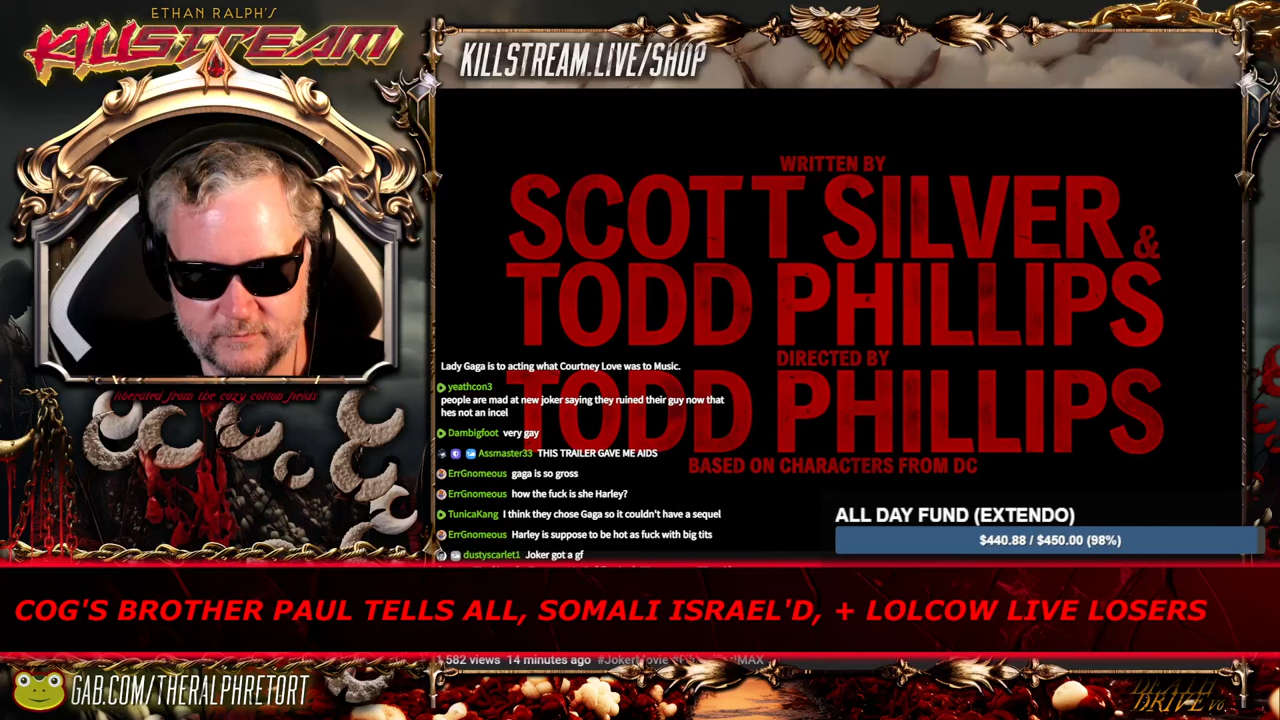 ETHAN RALPH'S
KILLSTREAM
KILLSTREAM.LIVE/SHOP
WRITTEN BY
SCOTT SILVER &
TODD PHILLIPS
DIRECTED BY
TODD PHILLIPS
BASED ON CHARACTERS FROM DC
Lady Gaga is to acting what Courtney Love was to Music.
yeathcon3
people are mad at new joker saying they ruined their guy now that
hes not an incel
Dambigfoot very gay
Assmaster33 THIS TRAILER GAVE ME AIDS
ErrGnomeous gaga is so gross
ErrGnomeous how the fuck is she Harley?
TunicaKang I think they chose Gaga so it couldn't have a sequel
ErrGnomeous Harley is suppose to be hot as fuck with big tits
dustyscarlet1 Joker got a gf
liberated from the cozy cotton fields
ALL DAY FUND (EXTENDO)
$440.88 / $450.00 (98%)
COG'S BROTHER PAUL TELLS ALL, SOMALI ISRAEL'D, + LOLCOW LIVE LOSERS
582 views 14 minutes ago
GAB.COM/THERALPHRETORT